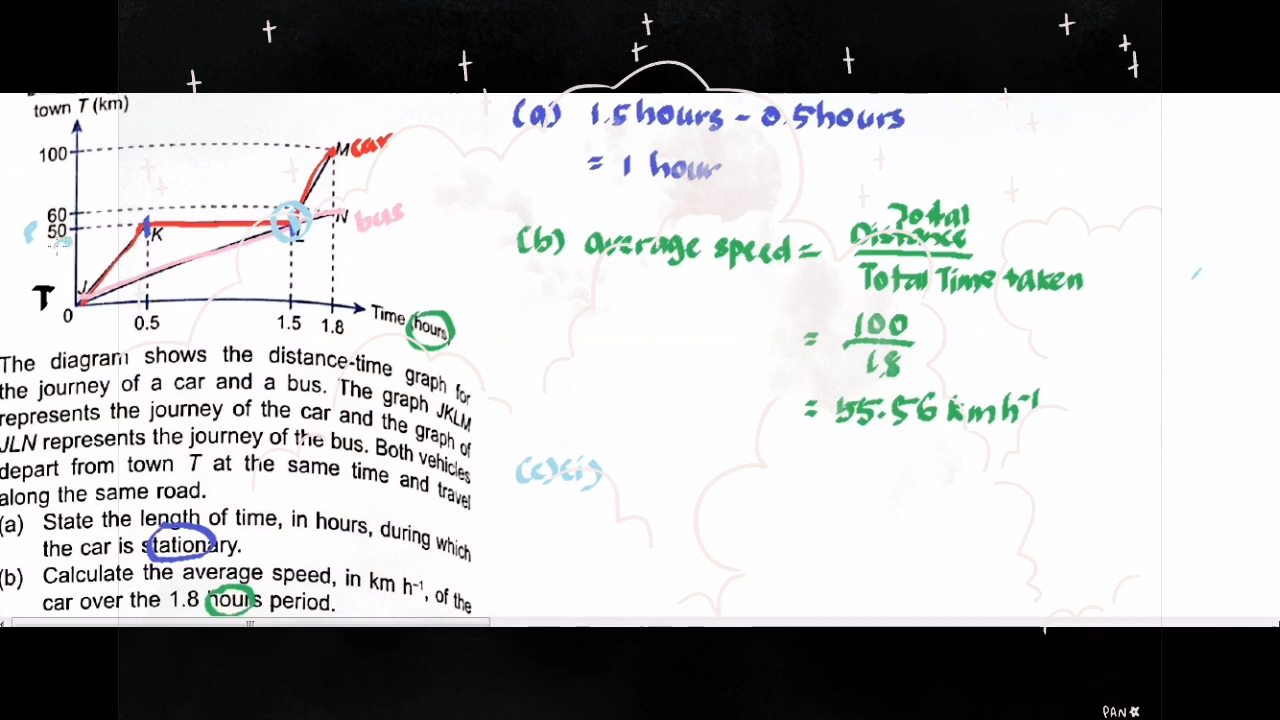 town T (km)
100
60
50
0
0.5
1.5
1.8
Time (hours)
T
J
K
L
M
N
car
bus
The diagram shows the distance-time graph for
the journey of a car and a bus. The graph JKLM
represents the journey of the car and the graph of
JLN represents the journey of the bus. Both vehicles
depart from town T at the same time and travel
along the same road.
(a) State the length of time, in hours, during which
the car is stationary.
(b) Calculate the average speed, in km h⁻¹, of the
car over the 1.8 hours period.
(a) 1.5 hours - 0.5 hours
= 1 hour
(b) average speed = Total Distance
Total Time taken
= 100
1.8
= 55.56 km h⁻¹
(c)(i)
PAN